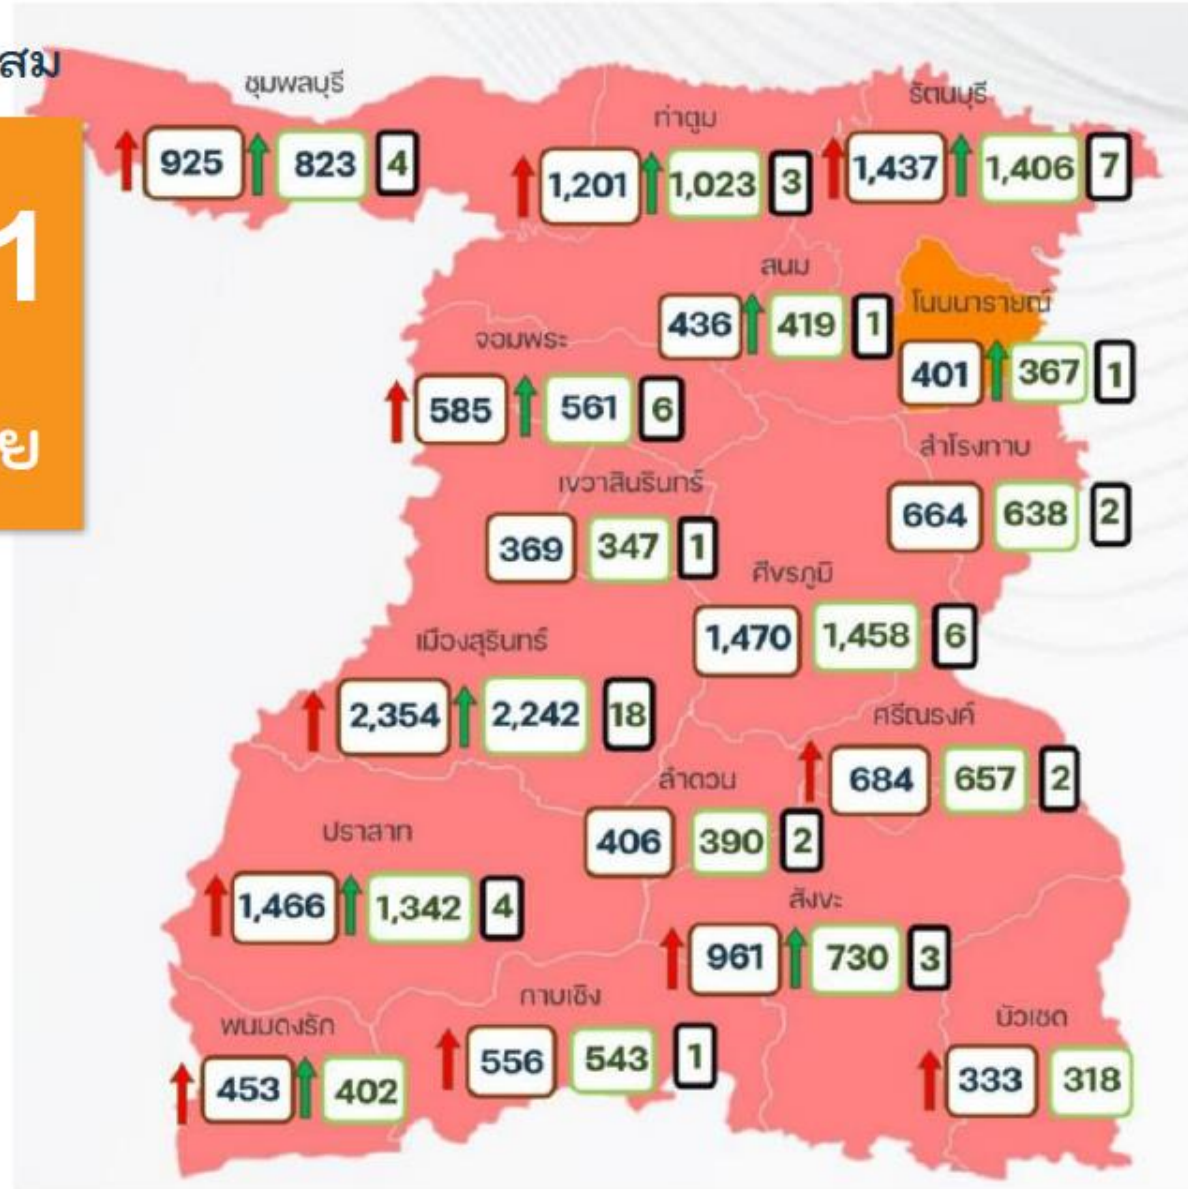 สม
1
ย
ชุมพลบุรี
925 823 4
ท่าตูม
1,201 1,023 3
รัตนบุรี
1,437 1,406 7
สนม
436 419 1
โนนนารายณ์
401 367 1
จอมพระ
585 561 6
สำโรงทาบ
664 638 2
เขวาสินรินทร์
369 347 1
ศีขรภูมิ
1,470 1,458 6
เมืองสุรินทร์
2,354 2,242 18
ศรีณรงค์
684 657 2
ลำดวน
406 390 2
ปราสาท
1,466 1,342 4
สังขะ
961 730 3
กาบเชิง
556 543 1
พนมดงรัก
453 402
บัวเชด
333 318